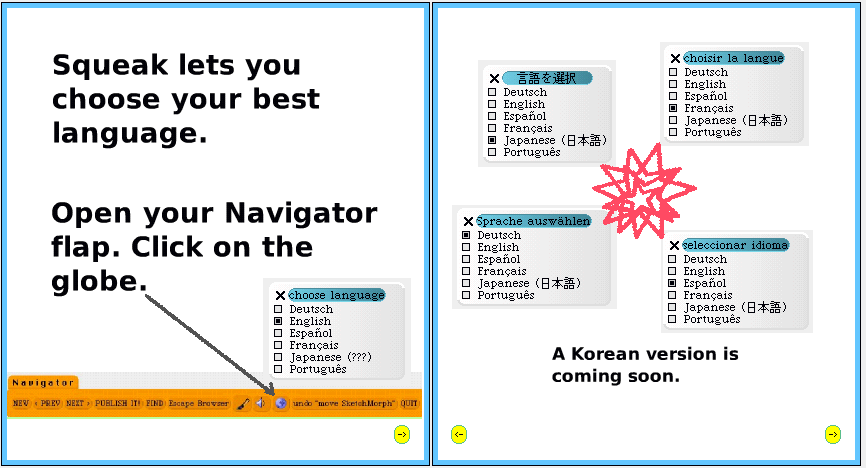 Squeak lets you
choose your best
language.
Open your Navigator
flap. Click on the
globe.
choose language
Deutsch
English
Español
Français
Japanese (???)
Português
Navigator
NEW ‹ PREV NEXT › PUBLISH IT! FIND Escape Browser undo "move SketchMorph" QUIT
->
言語を選択
Deutsch
English
Español
Français
Japanese (日本語)
Português
choisir la langue
Deutsch
English
Español
Français
Japanese (日本語)
Português
Sprache auswählen
Deutsch
English
Español
Français
Japanese (日本語)
Português
seleccionar idioma
Deutsch
English
Español
Français
Japanese (日本語)
Português
A Korean version is
coming soon.
<-
->